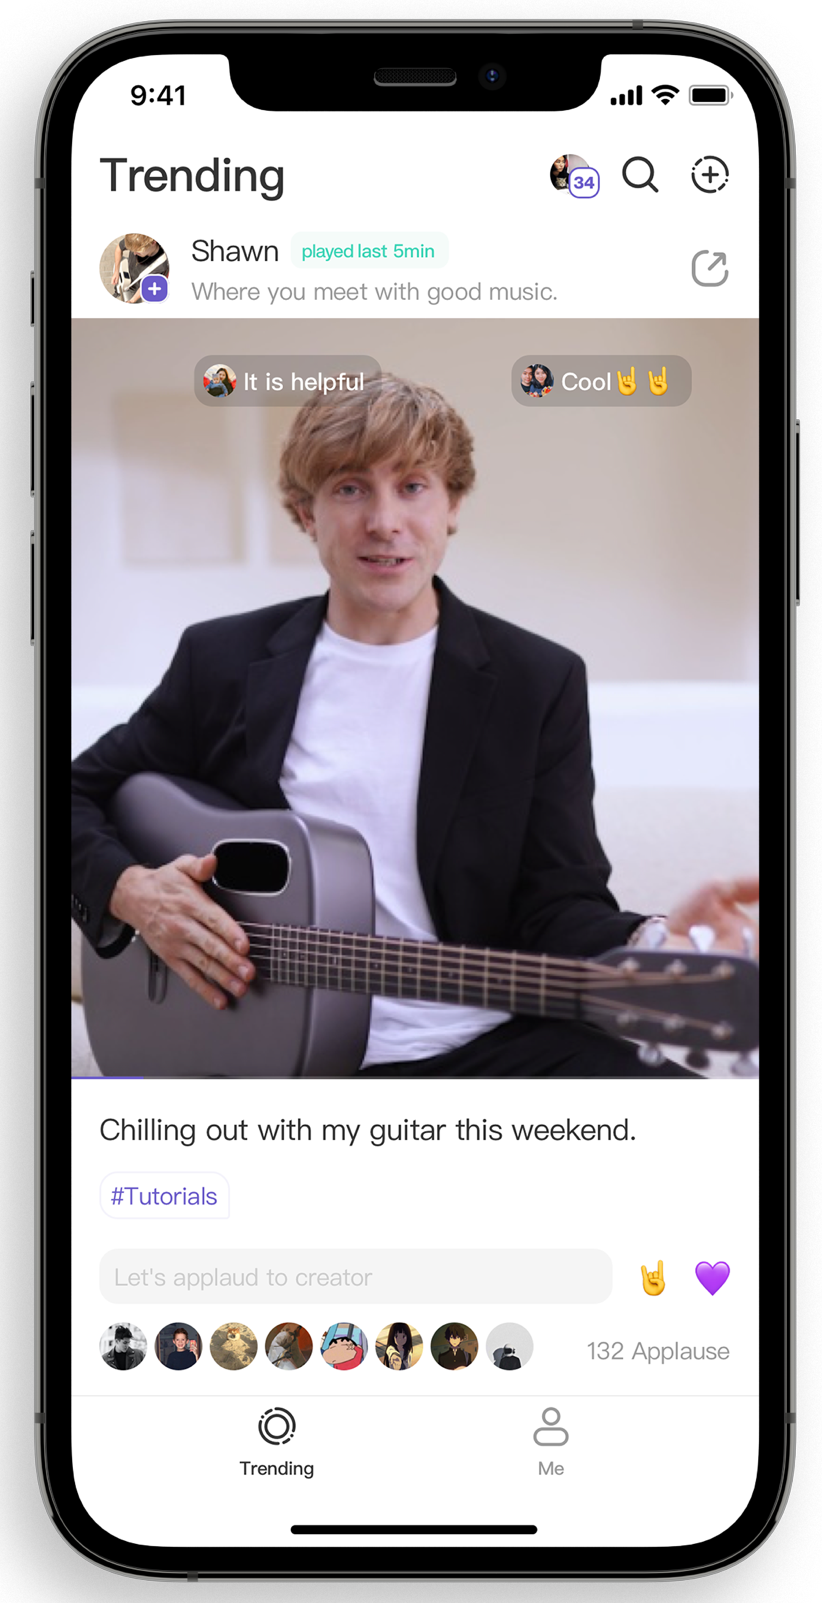 9:41
Trending
34
Shawn played last 5min
Where you meet with good music.
It is helpful
Cool🤘🤘
Chilling out with my guitar this weekend.
#Tutorials
Let's applaud to creator
132 Applause
Trending
Me